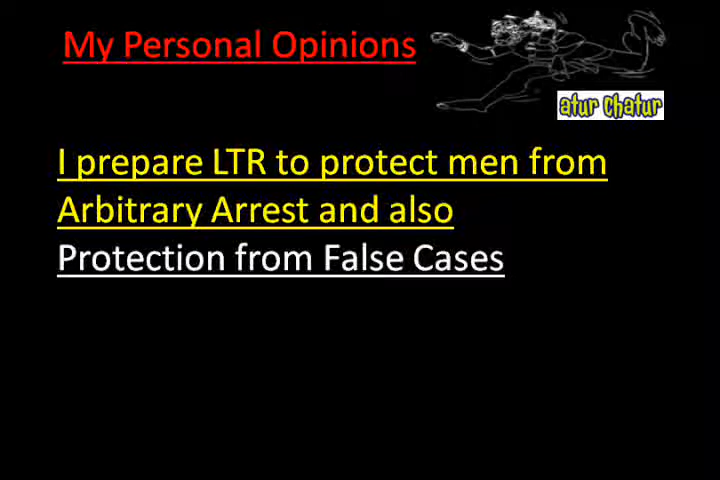 My Personal Opinions
atur chatur
I prepare LTR to protect men from
Arbitrary Arrest and also
Protection from False Cases